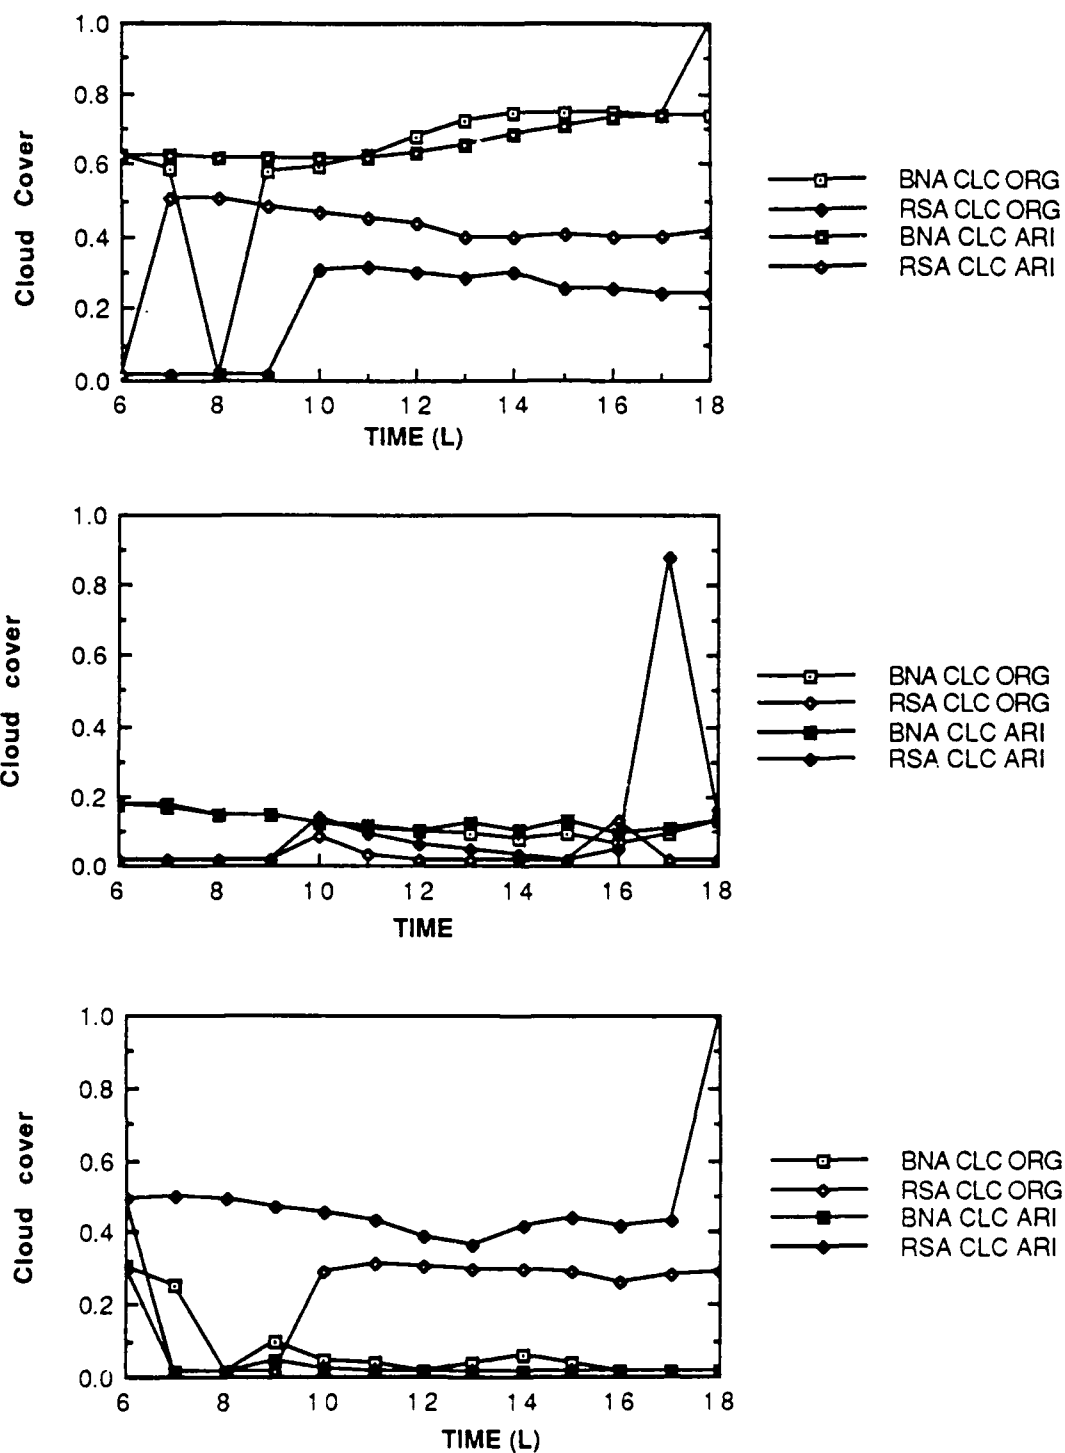 1.0
0.8
0.6
0.4
0.2
0.0
Cloud Cover
6 8 10 12 14 16 18
TIME (L)
BNA CLC ORG
RSA CLC ORG
BNA CLC ARI
RSA CLC ARI
1.0
0.8
0.6
0.4
0.2
0.0
Cloud cover
6 8 10 12 14 16 18
TIME
BNA CLC ORG
RSA CLC ORG
BNA CLC ARI
RSA CLC ARI
1.0
0.8
0.6
0.4
0.2
0.0
Cloud cover
6 8 10 12 14 16 18
TIME (L)
BNA CLC ORG
RSA CLC ORG
BNA CLC ARI
RSA CLC ARI